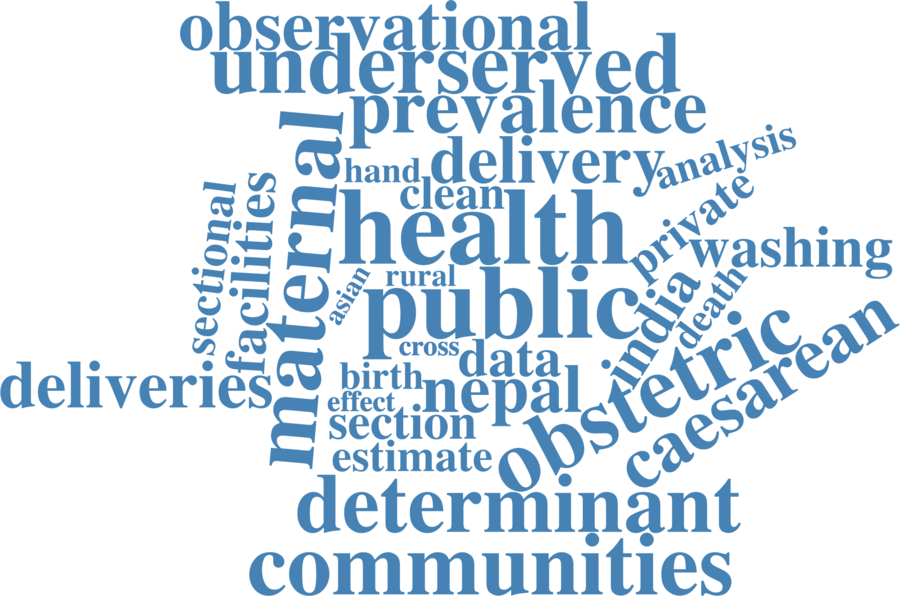 observational
underserved
prevalence
hand
delivery
analysis
clean
health
private
washing
sectional
facilities
maternal
asian
rural
public
india
death
cross
data
deliveries
birth
nepal
obstetric
caesarean
effect
section
estimate
determinant
communities